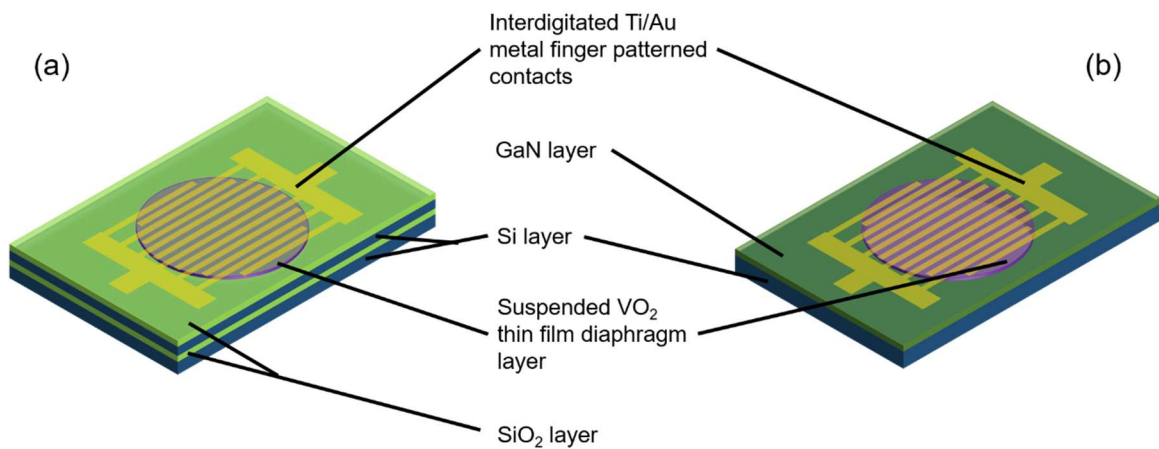 (a)
Interdigitated Ti/Au
metal finger patterned
contacts
(b)
GaN layer
Si layer
Suspended VO₂
thin film diaphragm
layer
SiO₂ layer